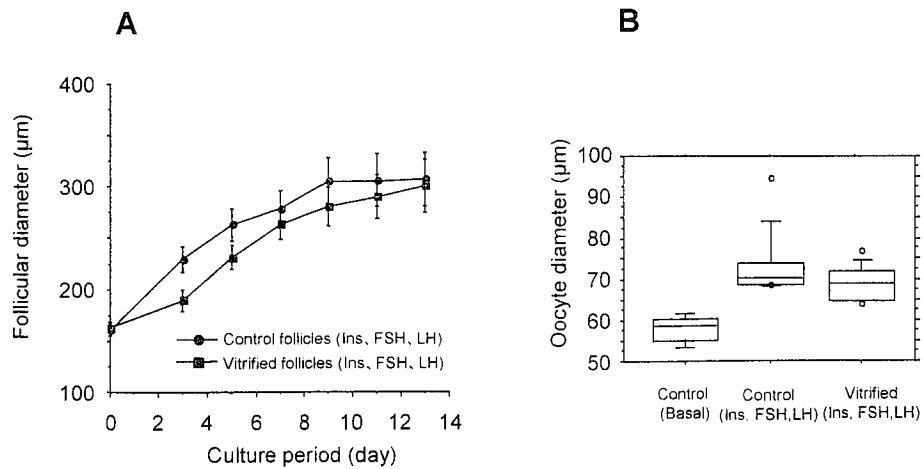 A
400
300
200
100
Follicular diameter (μm)
Control follicles (Ins、FSH、LH)
Vitrified follicles (Ins、FSH、LH)
0 2 4 6 8 10 12 14
Culture period (day)
B
100
90
80
70
60
50
Oocyte diameter (μm)
Control
(Basal)
Control
(Ins, FSH,LH)
Vitrified
(Ins, FSH,LH)